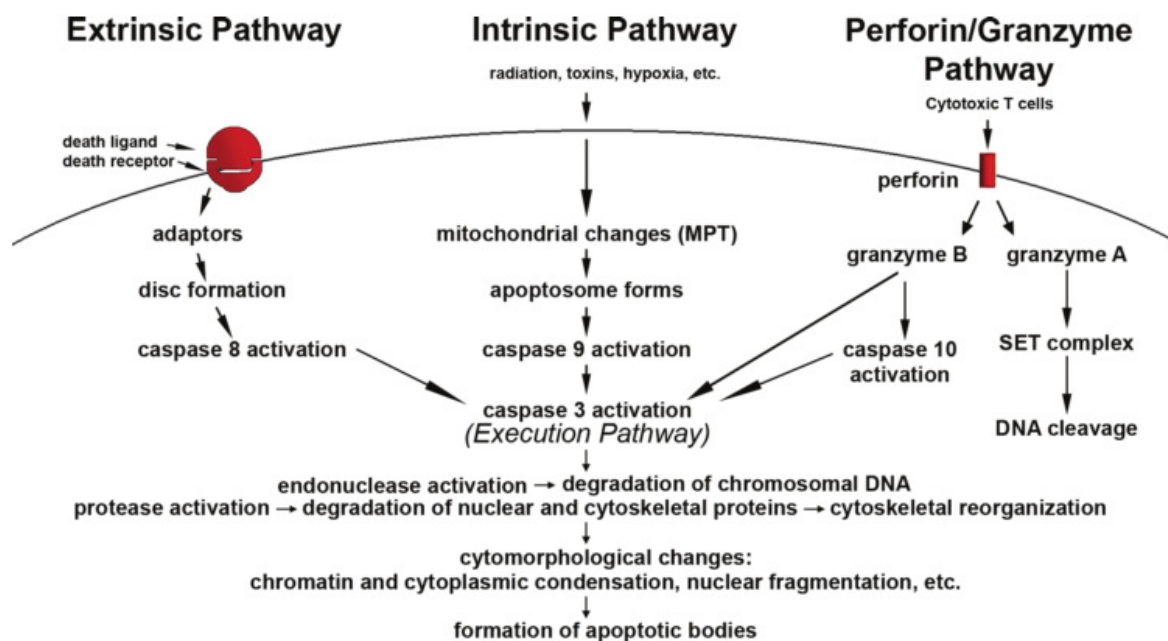 Extrinsic Pathway
Intrinsic Pathway
Perforin/Granzyme
Pathway
radiation, toxins, hypoxia, etc.
Cytotoxic T cells
death ligand
death receptor
perforin
adaptors
mitochondrial changes (MPT)
granzyme B
granzyme A
disc formation
apoptosome forms
caspase 8 activation
caspase 9 activation
caspase 10
activation
SET complex
caspase 3 activation
(Execution Pathway)
DNA cleavage
endonuclease activation → degradation of chromosomal DNA
protease activation → degradation of nuclear and cytoskeletal proteins → cytoskeletal reorganization
cytomorphological changes:
chromatin and cytoplasmic condensation, nuclear fragmentation, etc.
formation of apoptotic bodies